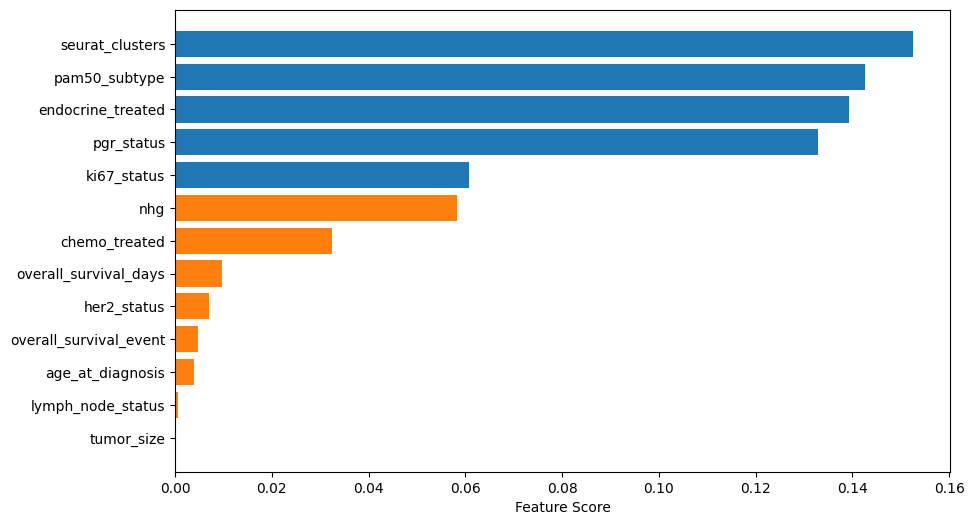 seurat_clusters
pam50_subtype
endocrine_treated
pgr_status
ki67_status
nhg
chemo_treated
overall_survival_days
her2_status
overall_survival_event
age_at_diagnosis
lymph_node_status
tumor_size
0.00 0.02 0.04 0.06 0.08 0.10 0.12 0.14 0.16
Feature Score